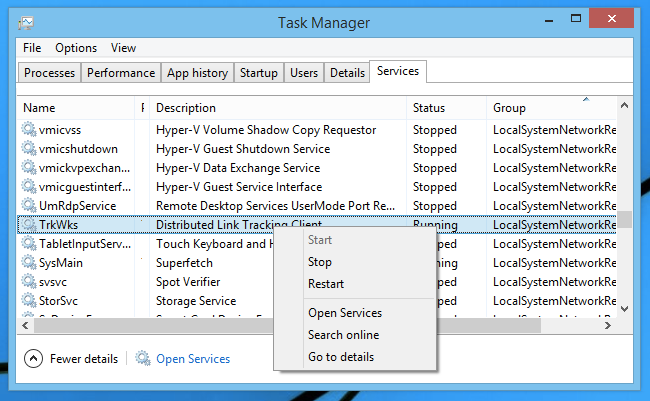 Task Manager
File Options View
Processes Performance App history Startup Users Details Services
Name Description Status Group
vmicvss Hyper-V Volume Shadow Copy Requestor Stopped LocalSystemNetworkRe
vmicshutdown Hyper-V Guest Shutdown Service Stopped LocalSystemNetworkRe
vmickvpexchan... Hyper-V Data Exchange Service Stopped LocalSystemNetworkRe
vmicguestinterf... Hyper-V Guest Service Interface Stopped LocalSystemNetworkRe
UmRdpService Remote Desktop Services UserMode Port Re... Stopped LocalSystemNetworkRe
TrkWks Distributed Link Tracking Client Running LocalSystemNetworkRe
TabletInputServ... Touch Keyboard and H Stopped LocalSystemNetworkRe
SysMain Superfetch Running LocalSystemNetworkRe
svsvc Spot Verifier Stopped LocalSystemNetworkRe
StorSvc Storage Service Stopped LocalSystemNetworkRe
Start
Stop
Restart
Open Services
Search online
Go to details
Fewer details Open Services